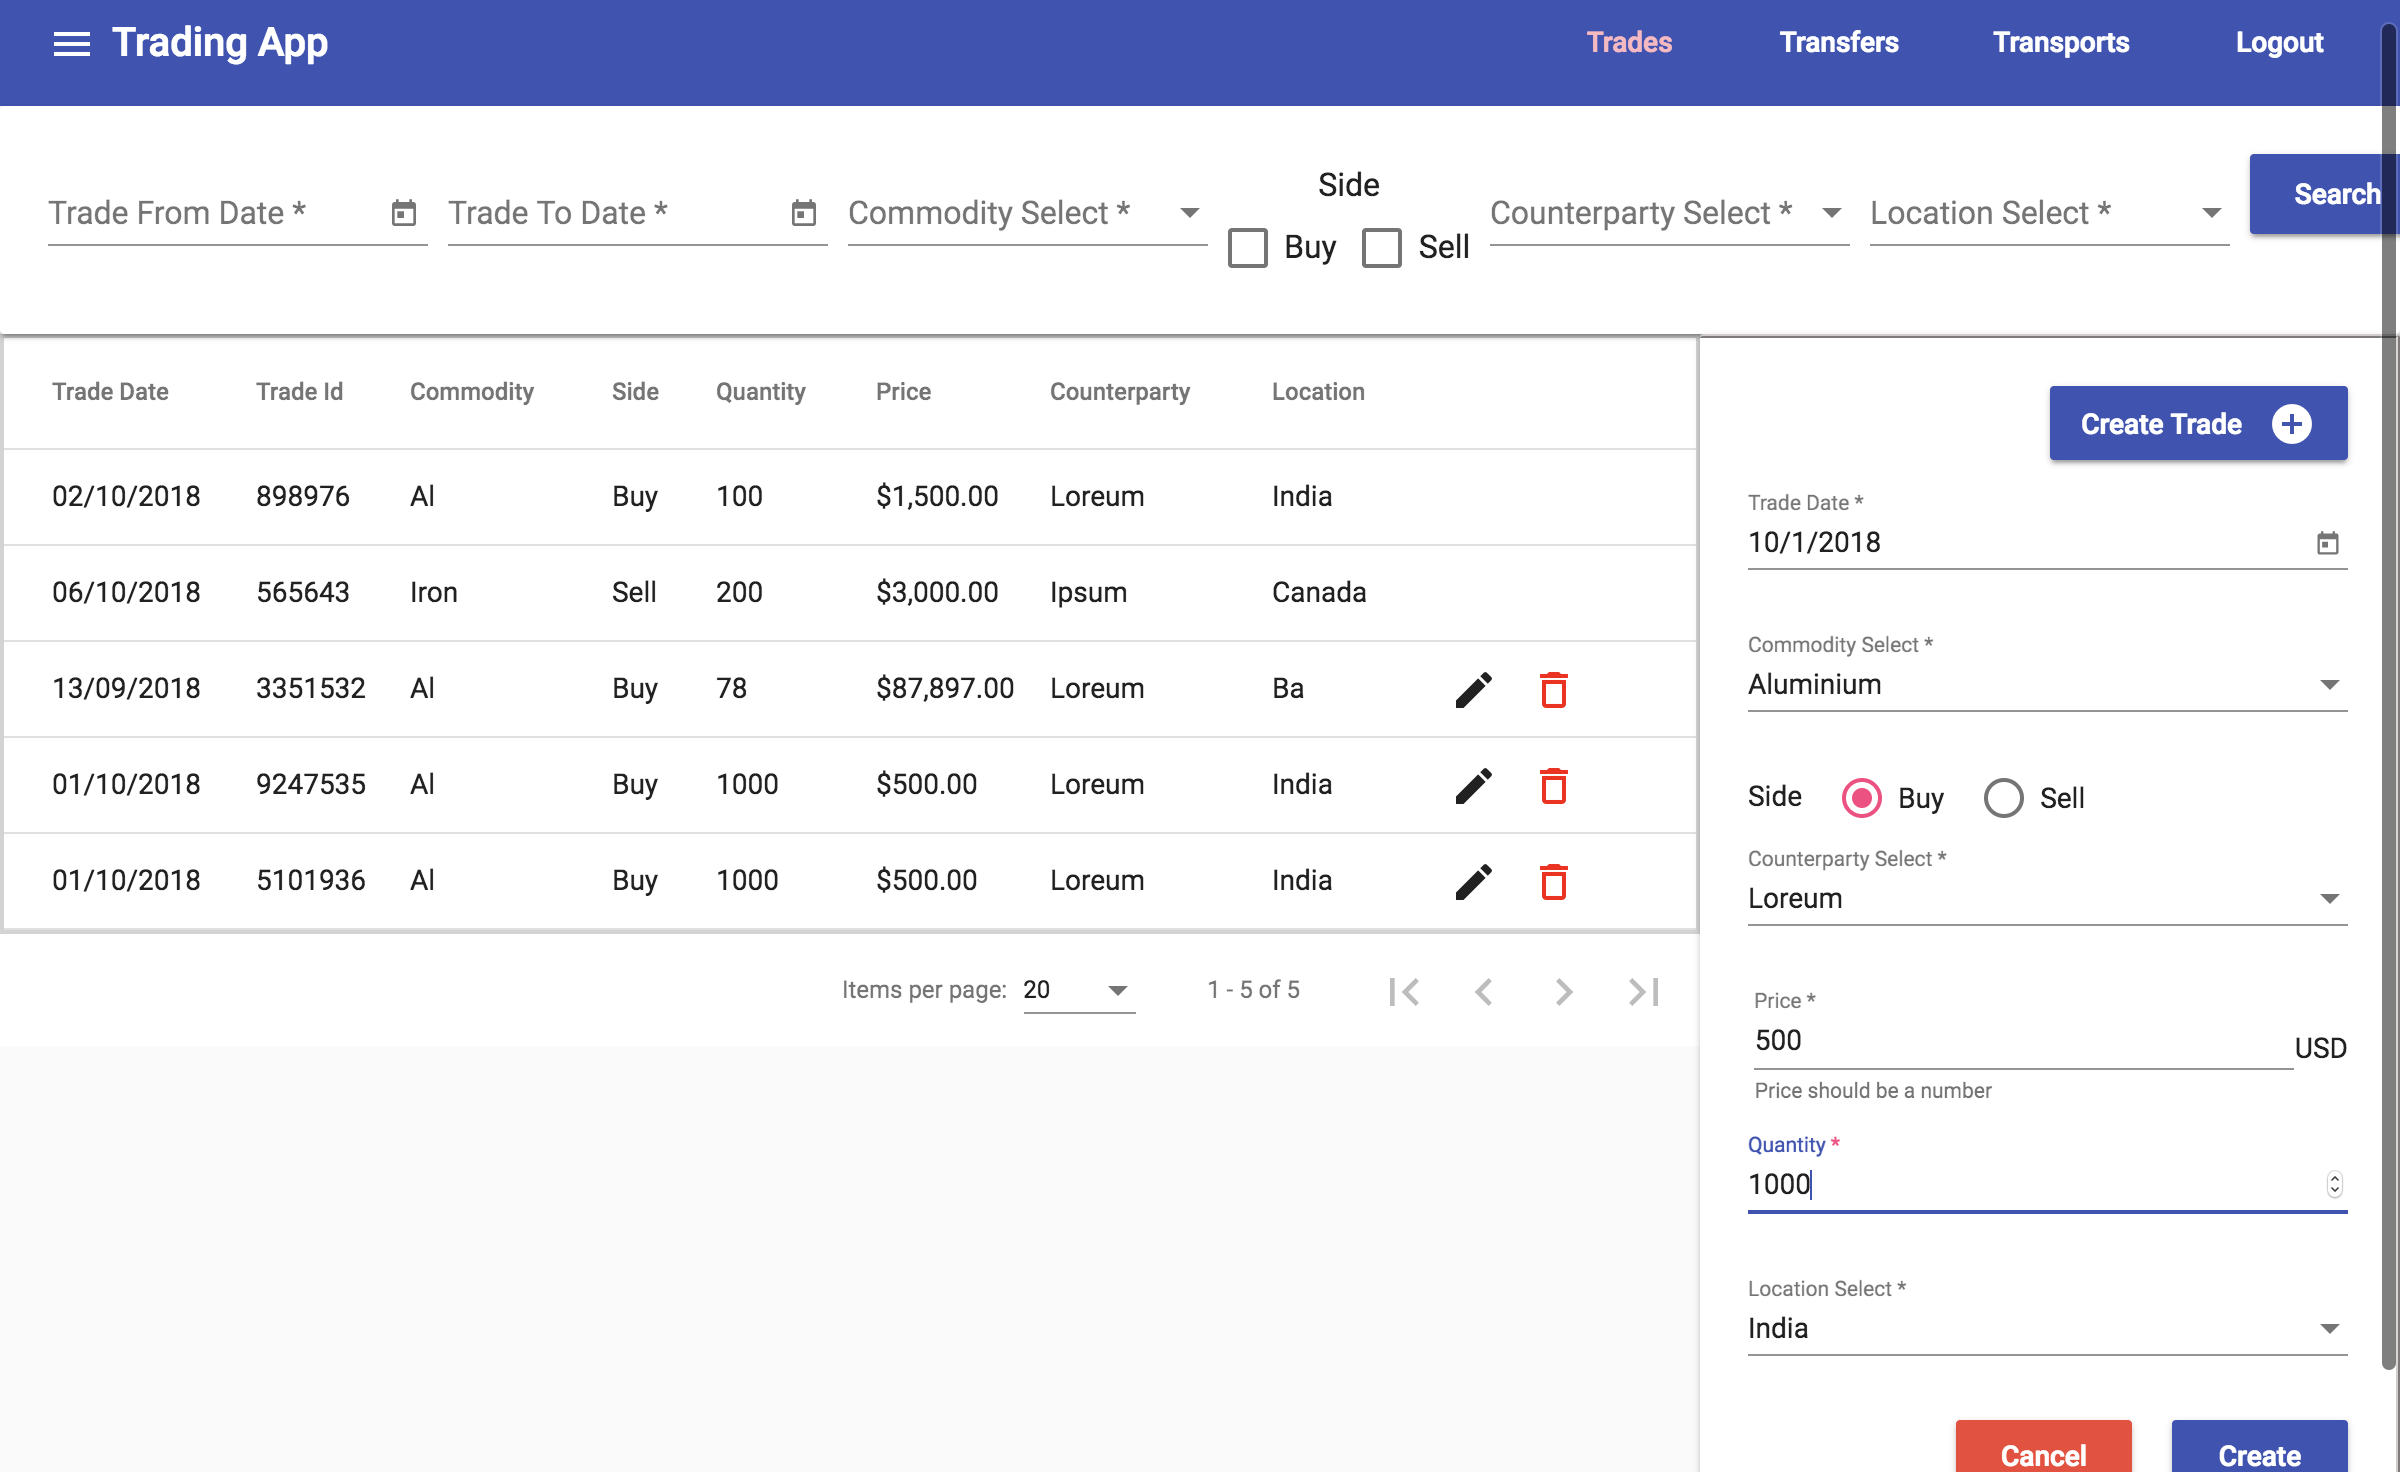 Trading App
Trades Transfers Transports Logout
Trade From Date * Trade To Date * Commodity Select * Side Counterparty Select * Location Select * Search
Buy Sell
Trade Date Trade Id Commodity Side Quantity Price Counterparty Location
02/10/2018 898976 Al Buy 100 $1,500.00 Loreum India
06/10/2018 565643 Iron Sell 200 $3,000.00 Ipsum Canada
13/09/2018 3351532 Al Buy 78 $87,897.00 Loreum Ba
01/10/2018 9247535 Al Buy 1000 $500.00 Loreum India
01/10/2018 5101936 Al Buy 1000 $500.00 Loreum India
Items per page: 20 1 - 5 of 5
Create Trade
Trade Date *
10/1/2018
Commodity Select *
Aluminium
Side Buy Sell
Counterparty Select *
Loreum
Price *
500
USD
Price should be a number
Quantity *
1000
Location Select *
India
Cancel Create